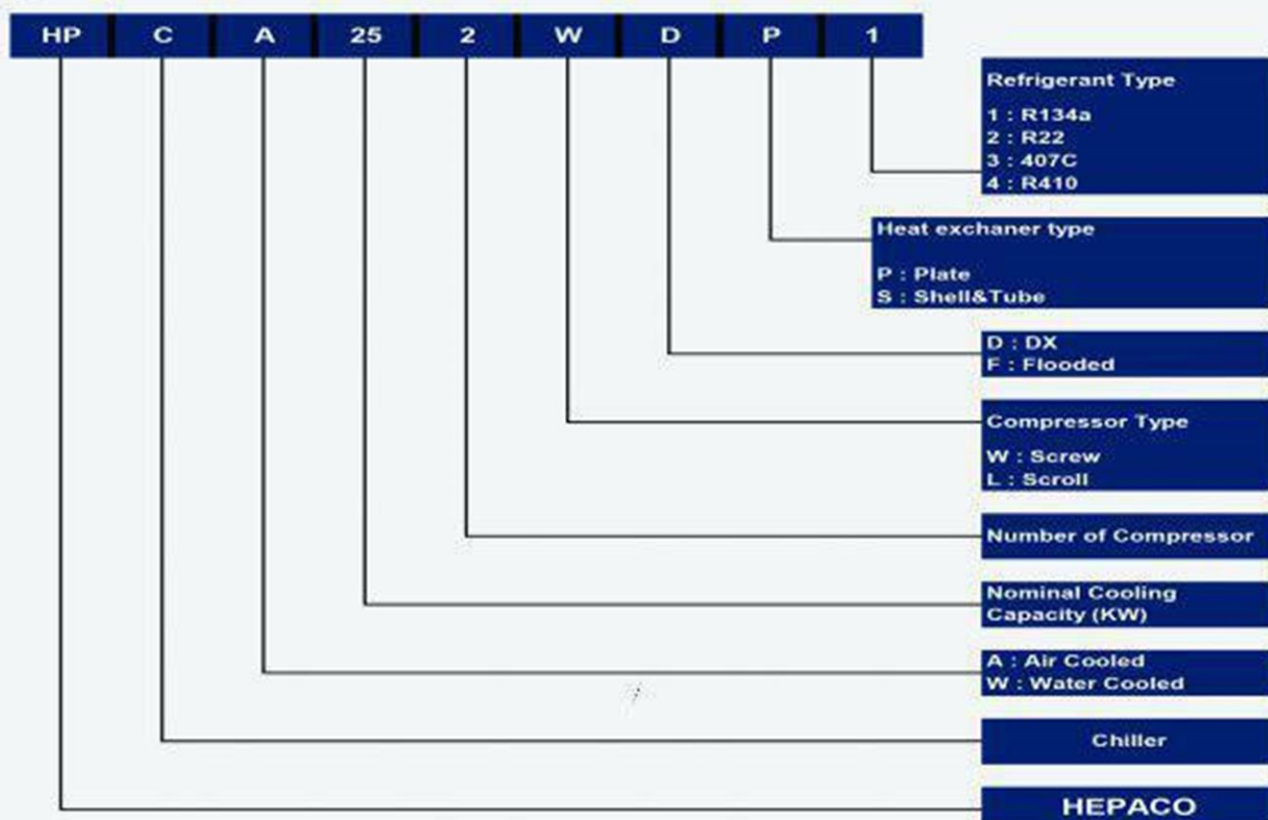 HP C A 25 2 W D P 1
Refrigerant Type
1 : R134a
2 : R22
3 : 407C
4 : R410
Heat exchaner type
P : Plate
S : Shell&Tube
D : DX
F : Flooded
Compressor Type
W : Screw
L : Scroll
Number of Compressor
Nominal Cooling
Capacity (KW)
A : Air Cooled
W : Water Cooled
Chiller
HEPACO